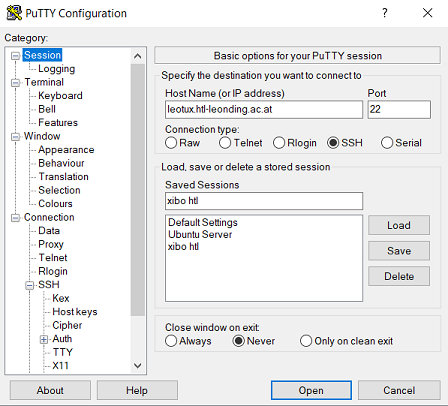 PuTTY Configuration
?
Category:
Session
Logging
Terminal
Keyboard
Bell
Features
Window
Appearance
Behaviour
Translation
Selection
Colours
Connection
Data
Proxy
Telnet
Rlogin
SSH
Kex
Host keys
Cipher
Auth
TTY
X11
Basic options for your PuTTY session
Specify the destination you want to connect to
Host Name (or IP address) Port
leotux.htl-leonding.ac.at 22
Connection type:
Raw Telnet Rlogin SSH Serial
Load, save or delete a stored session
Saved Sessions
xibo htl
Default Settings
Ubuntu Server
xibo htl
Load
Save
Delete
Close window on exit:
Always Never Only on clean exit
About Help Open Cancel